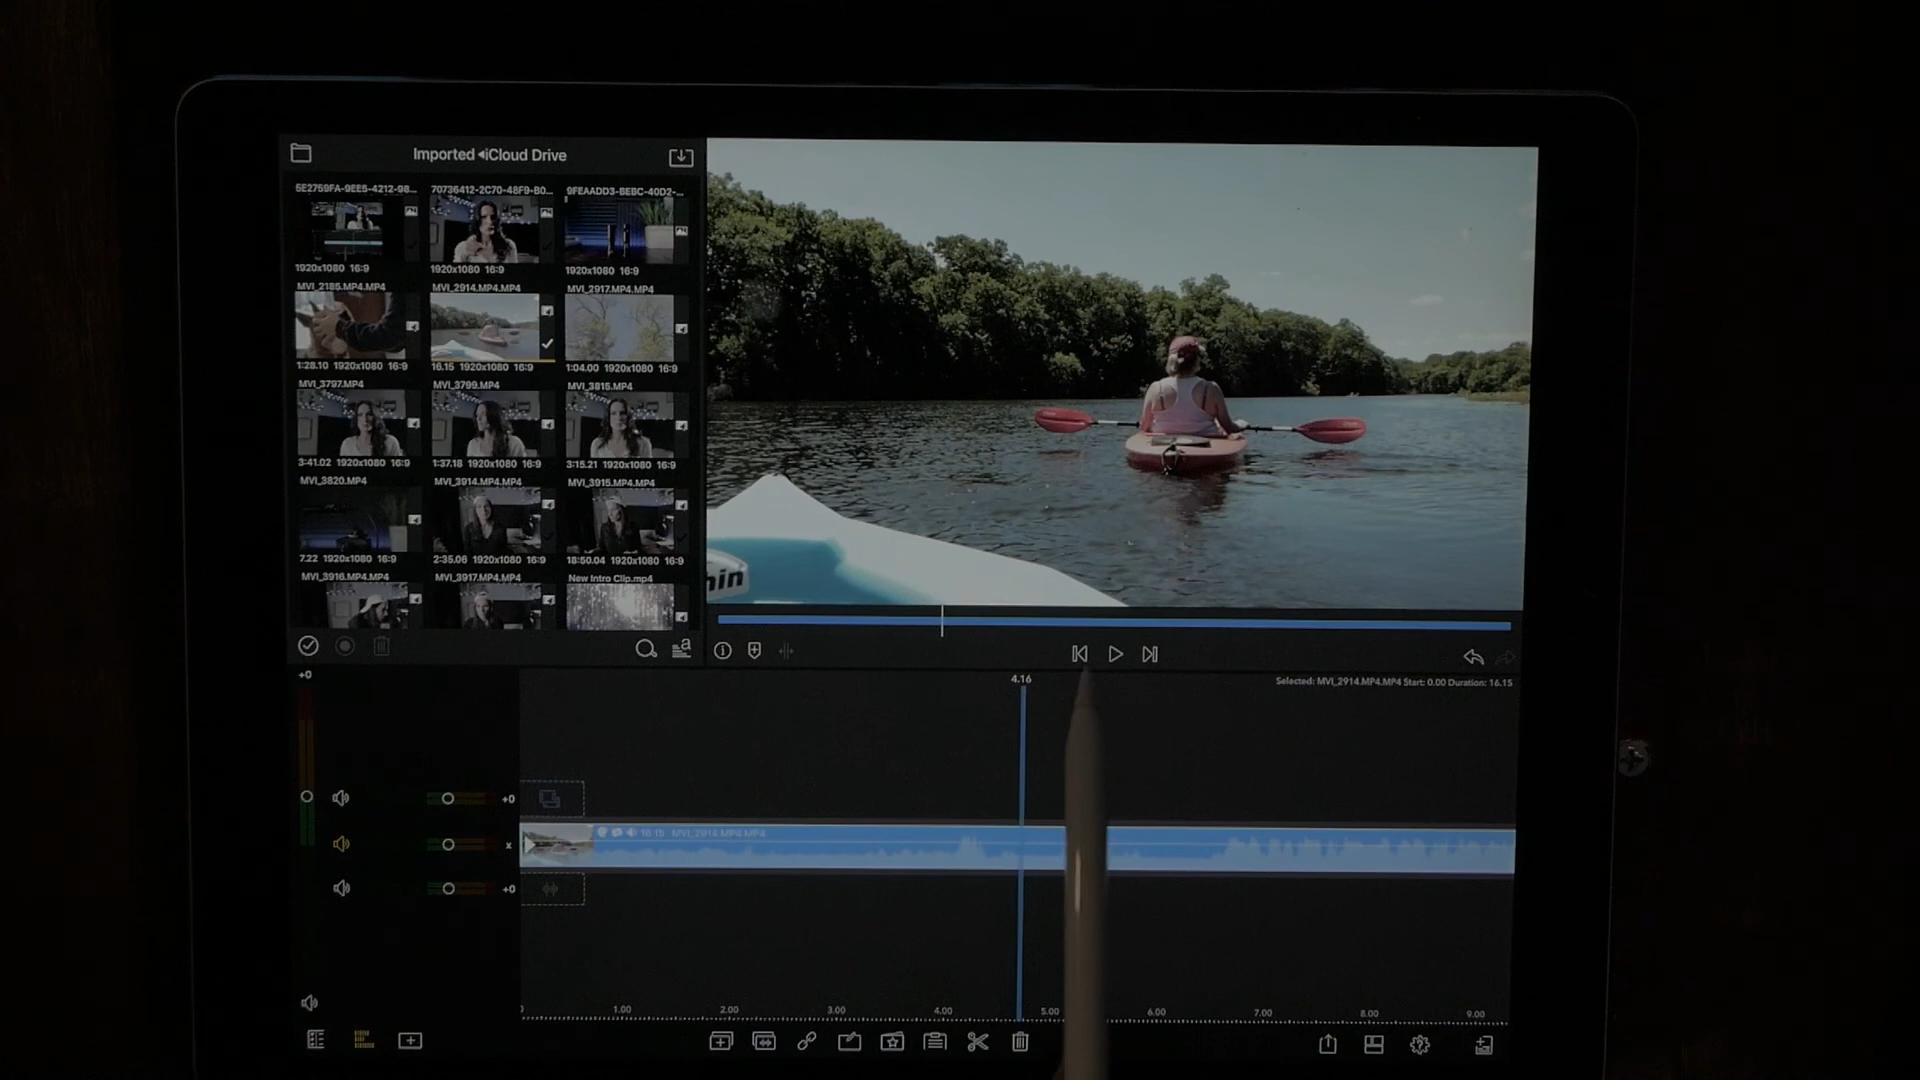 Imported ◂iCloud Drive
5E2759FA-9EE5-4212-98...
70736412-2C70-48F9-B0...
9FEAADD3-BEBC-40D2-...
1920x1080 16:9
1920x1080 16:9
1920x1080 16:9
MVI_2185.MP4.MP4
MVI_2914.MP4.MP4
MVI_2917.MP4.MP4
1:28.10 1920x1080 16:9
16.15 1920x1080 16:9
1:04.00 1920x1080 16:9
MVI_3797.MP4
MVI_3799.MP4
MVI_3815.MP4
3:41.02 1920x1080 16:9
1:37.18 1920x1080 16:9
3:15.21 1920x1080 16:9
MVI_3820.MP4
MVI_3914.MP4.MP4
MVI_3915.MP4.MP4
7.22 1920x1080 16:9
2:35.06 1920x1080 16:9
18:50.04 1920x1080 16:9
MVI_3916.MP4.MP4
MVI_3917.MP4.MP4
New Intro Clip.mp4
hin
+0
4.16
Selected: MVI_2914.MP4.MP4 Start: 0.00 Duration: 16.15
+0
16.15 MVI_2914.MP4.MP4
x
+0
1.00 2.00 3.00 4.00 5.00 6.00 7.00 8.00 9.00